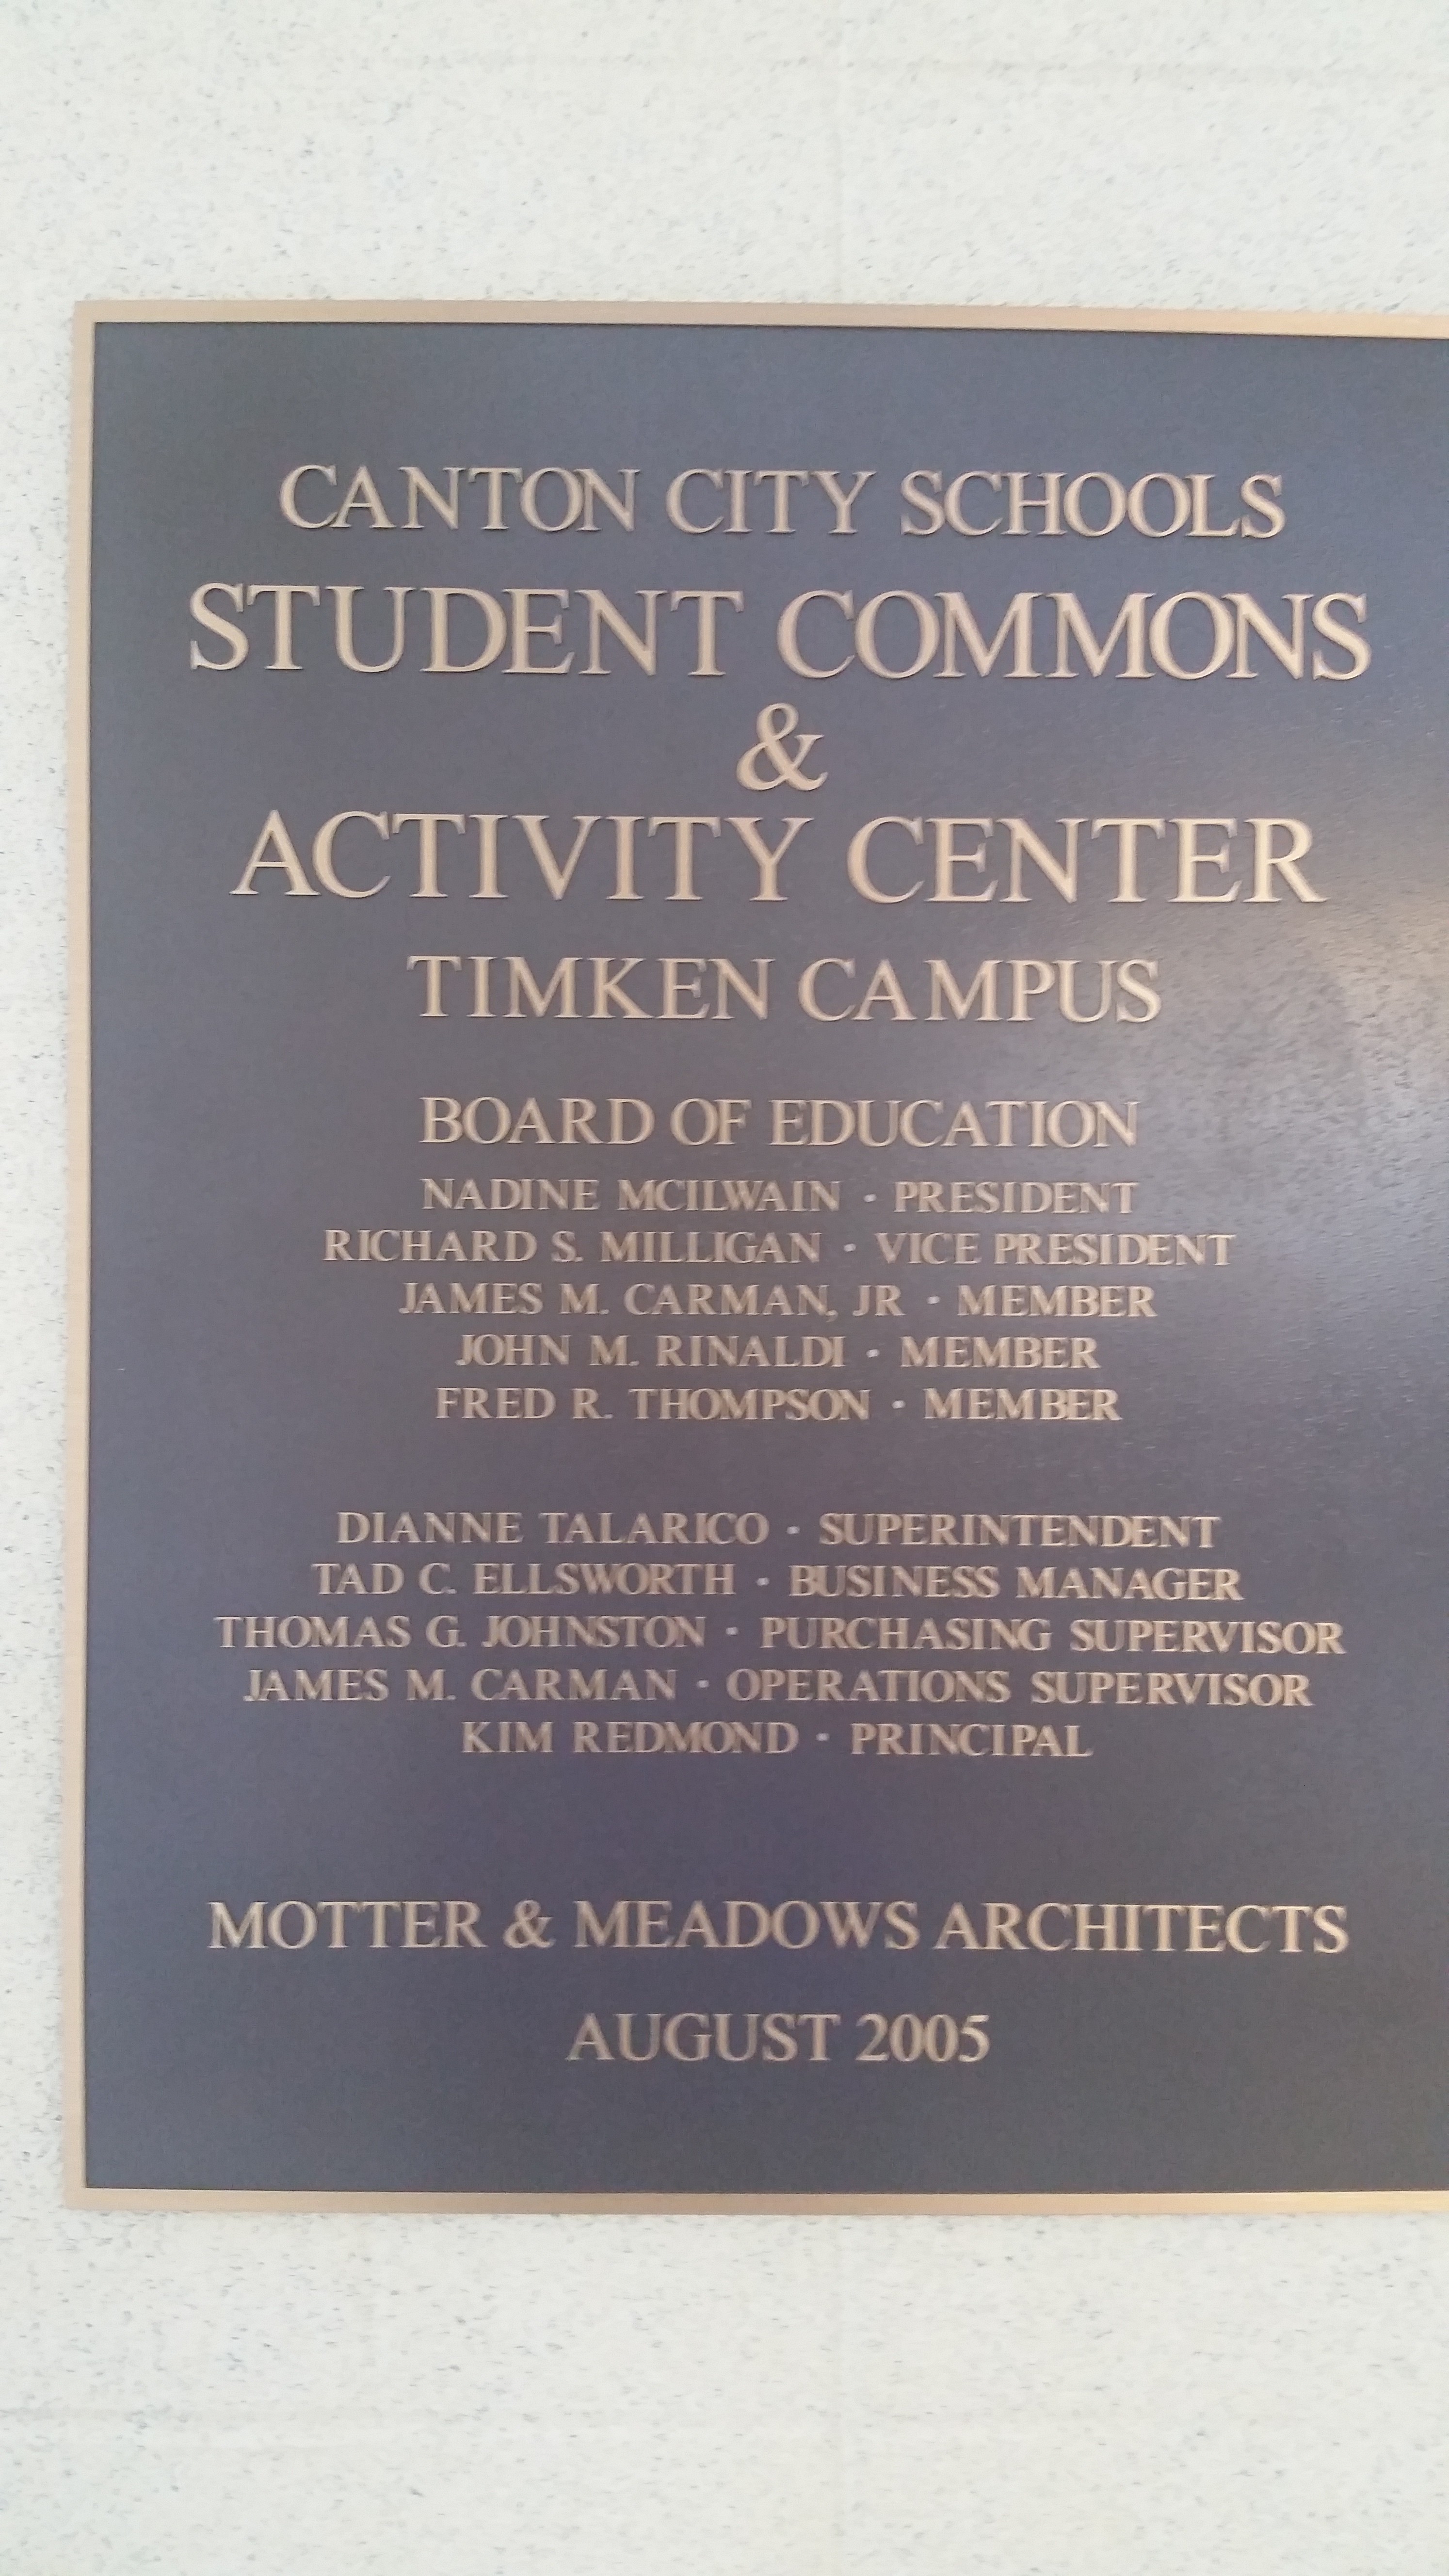 CANTON CITY SCHOOLS
STUDENT COMMONS
&
ACTIVITY CENTER
TIMKEN CAMPUS
BOARD OF EDUCATION
NADINE MCILWAIN · PRESIDENT
RICHARD S. MILLIGAN · VICE PRESIDENT
JAMES M. CARMAN, JR · MEMBER
JOHN M. RINALDI · MEMBER
FRED R. THOMPSON · MEMBER
DIANNE TALARICO · SUPERINTENDENT
TAD C. ELLSWORTH · BUSINESS MANAGER
THOMAS G. JOHNSTON · PURCHASING SUPERVISOR
JAMES M. CARMAN · OPERATIONS SUPERVISOR
KIM REDMOND · PRINCIPAL
MOTTER & MEADOWS ARCHITECTS
AUGUST 2005